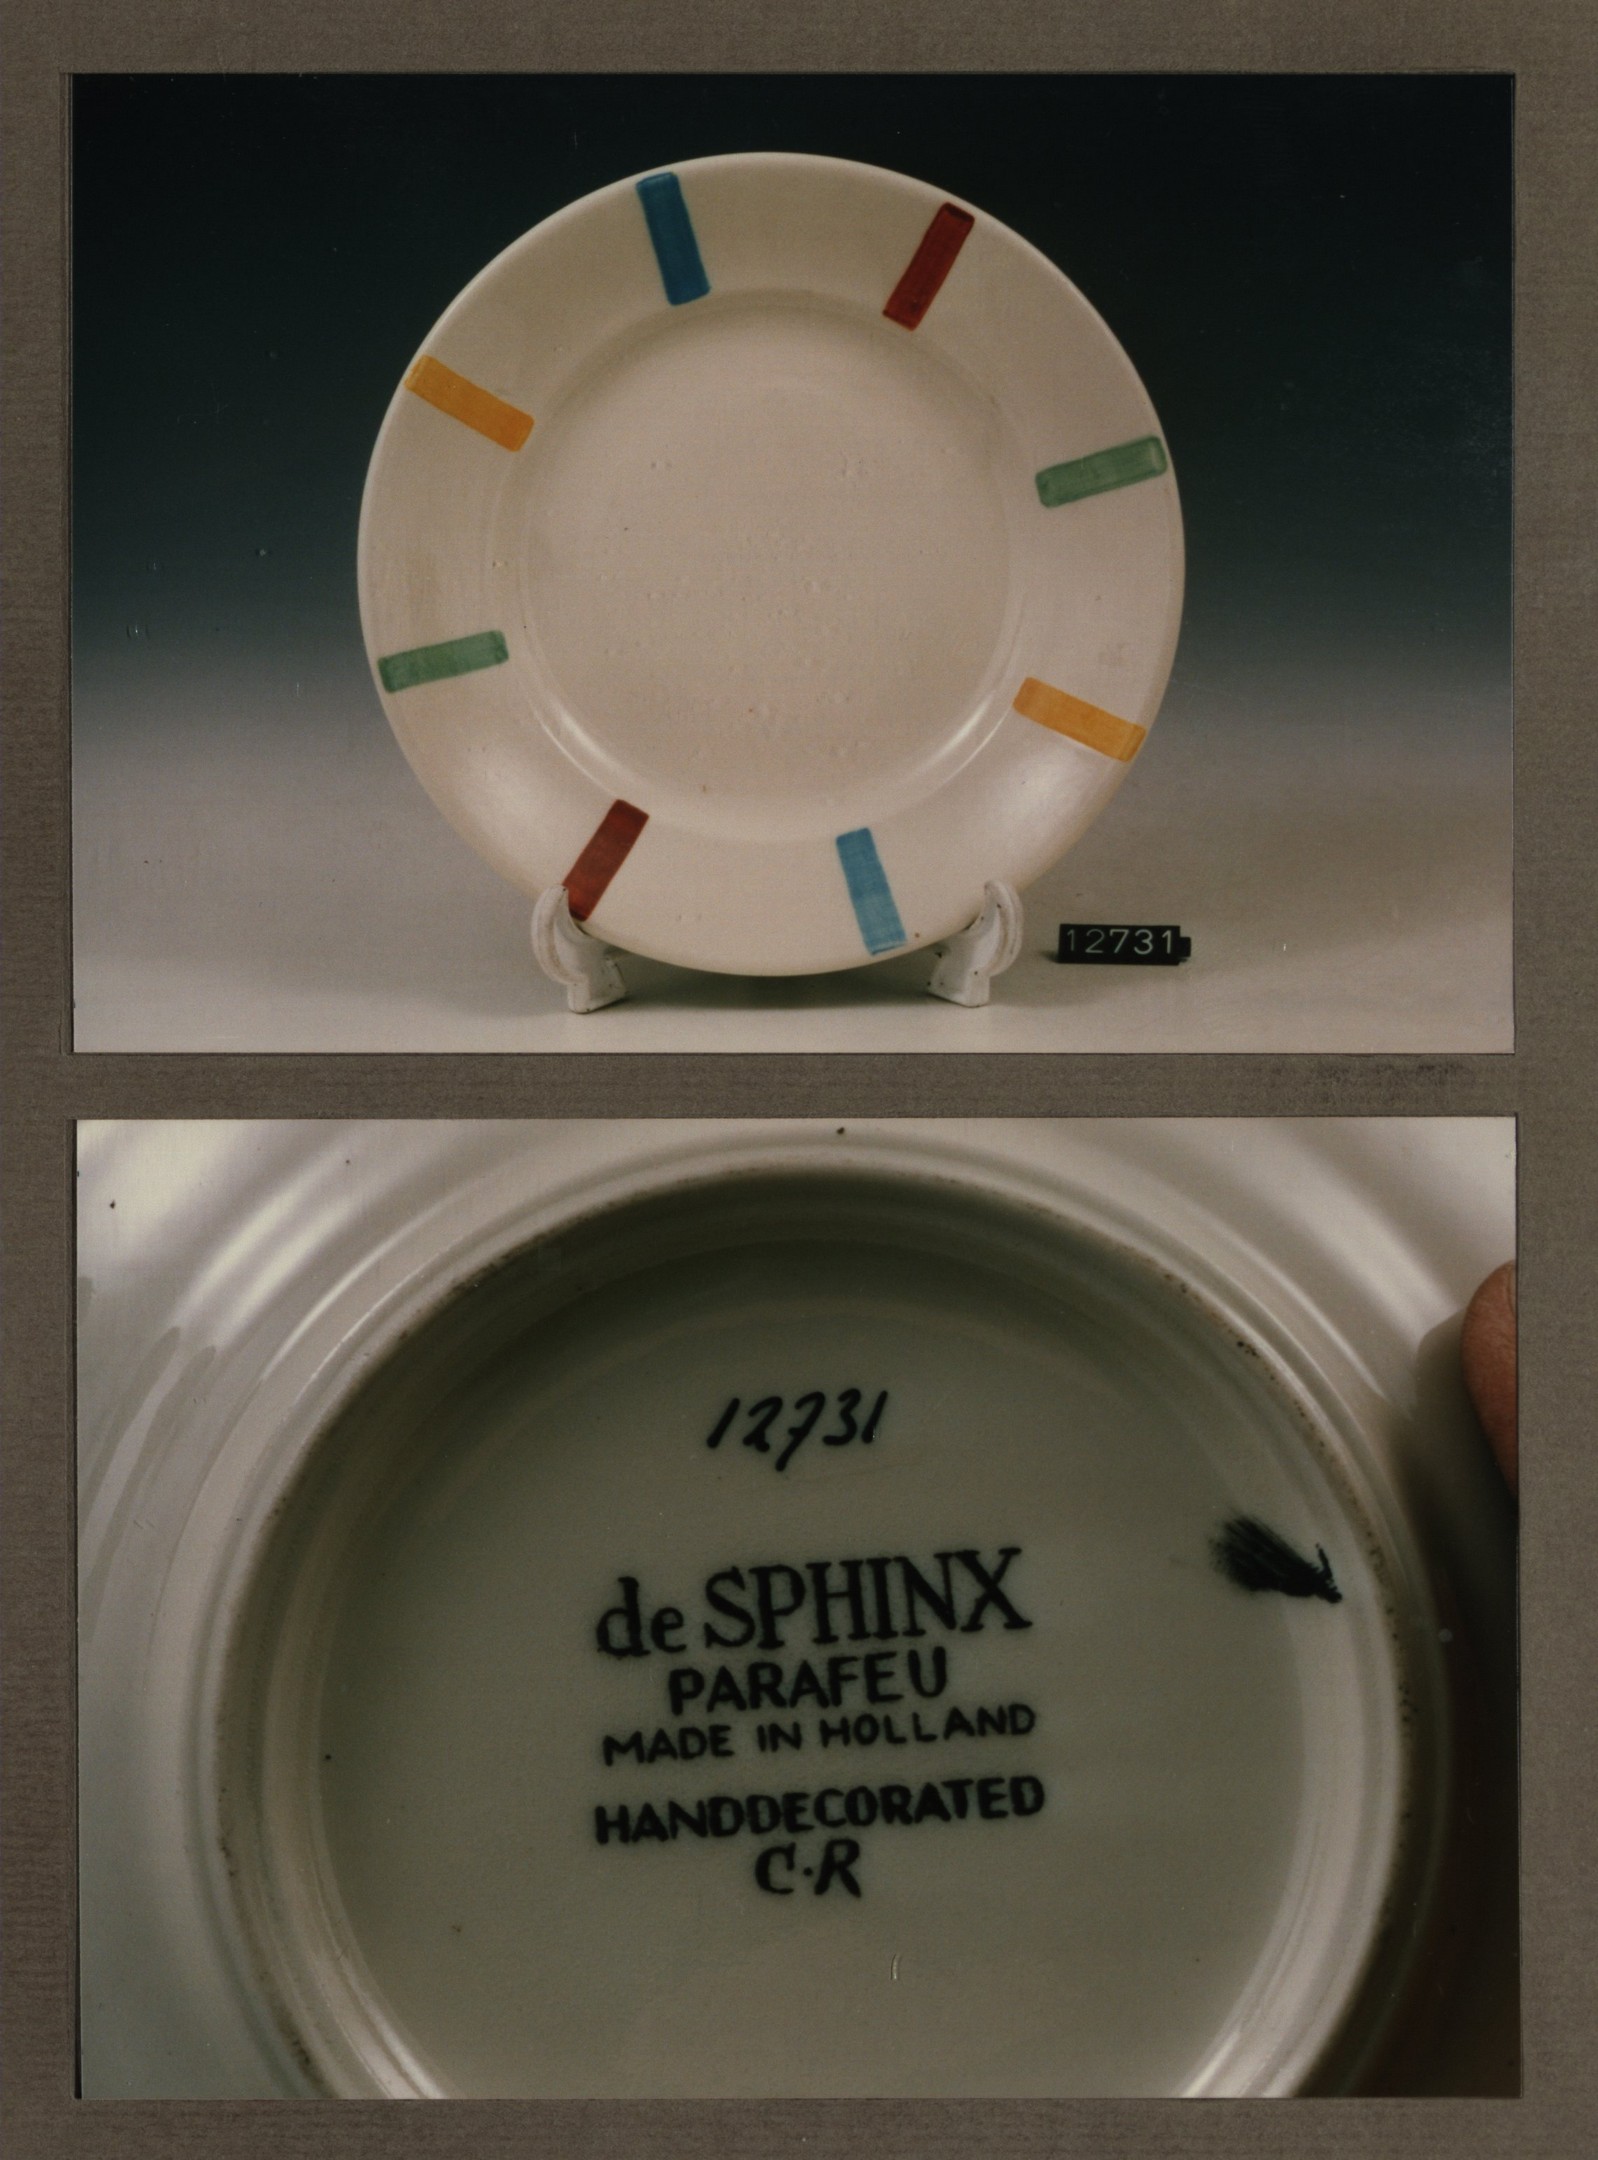 12731
12731
de SPHINX
PARAFEU
MADE IN HOLLAND
HANDDECORATED
C·R